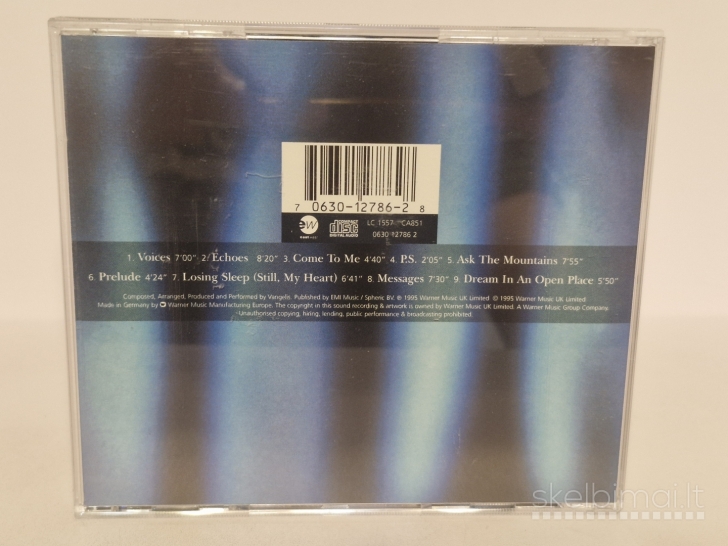 7 0630-12786-2 8
ew
COMPACT
disc
DIGITAL AUDIO
LC 1557 CA851
0630 12786 2
1. Voices 7'00" 2. Echoes 8'20" 3. Come To Me 4'40" 4. P.S. 2'05" 5. Ask The Mountains 7'55"
6. Prelude 4'24" 7. Losing Sleep (Still, My Heart) 6'41" 8. Messages 7'30" 9. Dream In An Open Place 5'50"
Composed, Arranged, Produced and Performed by Vangelis. Published by EMI Music / Spheric BV. ℗ 1995 Warner Music UK Limited © 1995 Warner Music UK Limited
Made in Germany by Warner Music Manufacturing Europe. The copyright in this sound recording & artwork is owned by Warner Music UK Limited. A Warner Music Group Company.
Unauthorised copying, hiring, lending, public performance & broadcasting prohibited.
skelbimai.lt